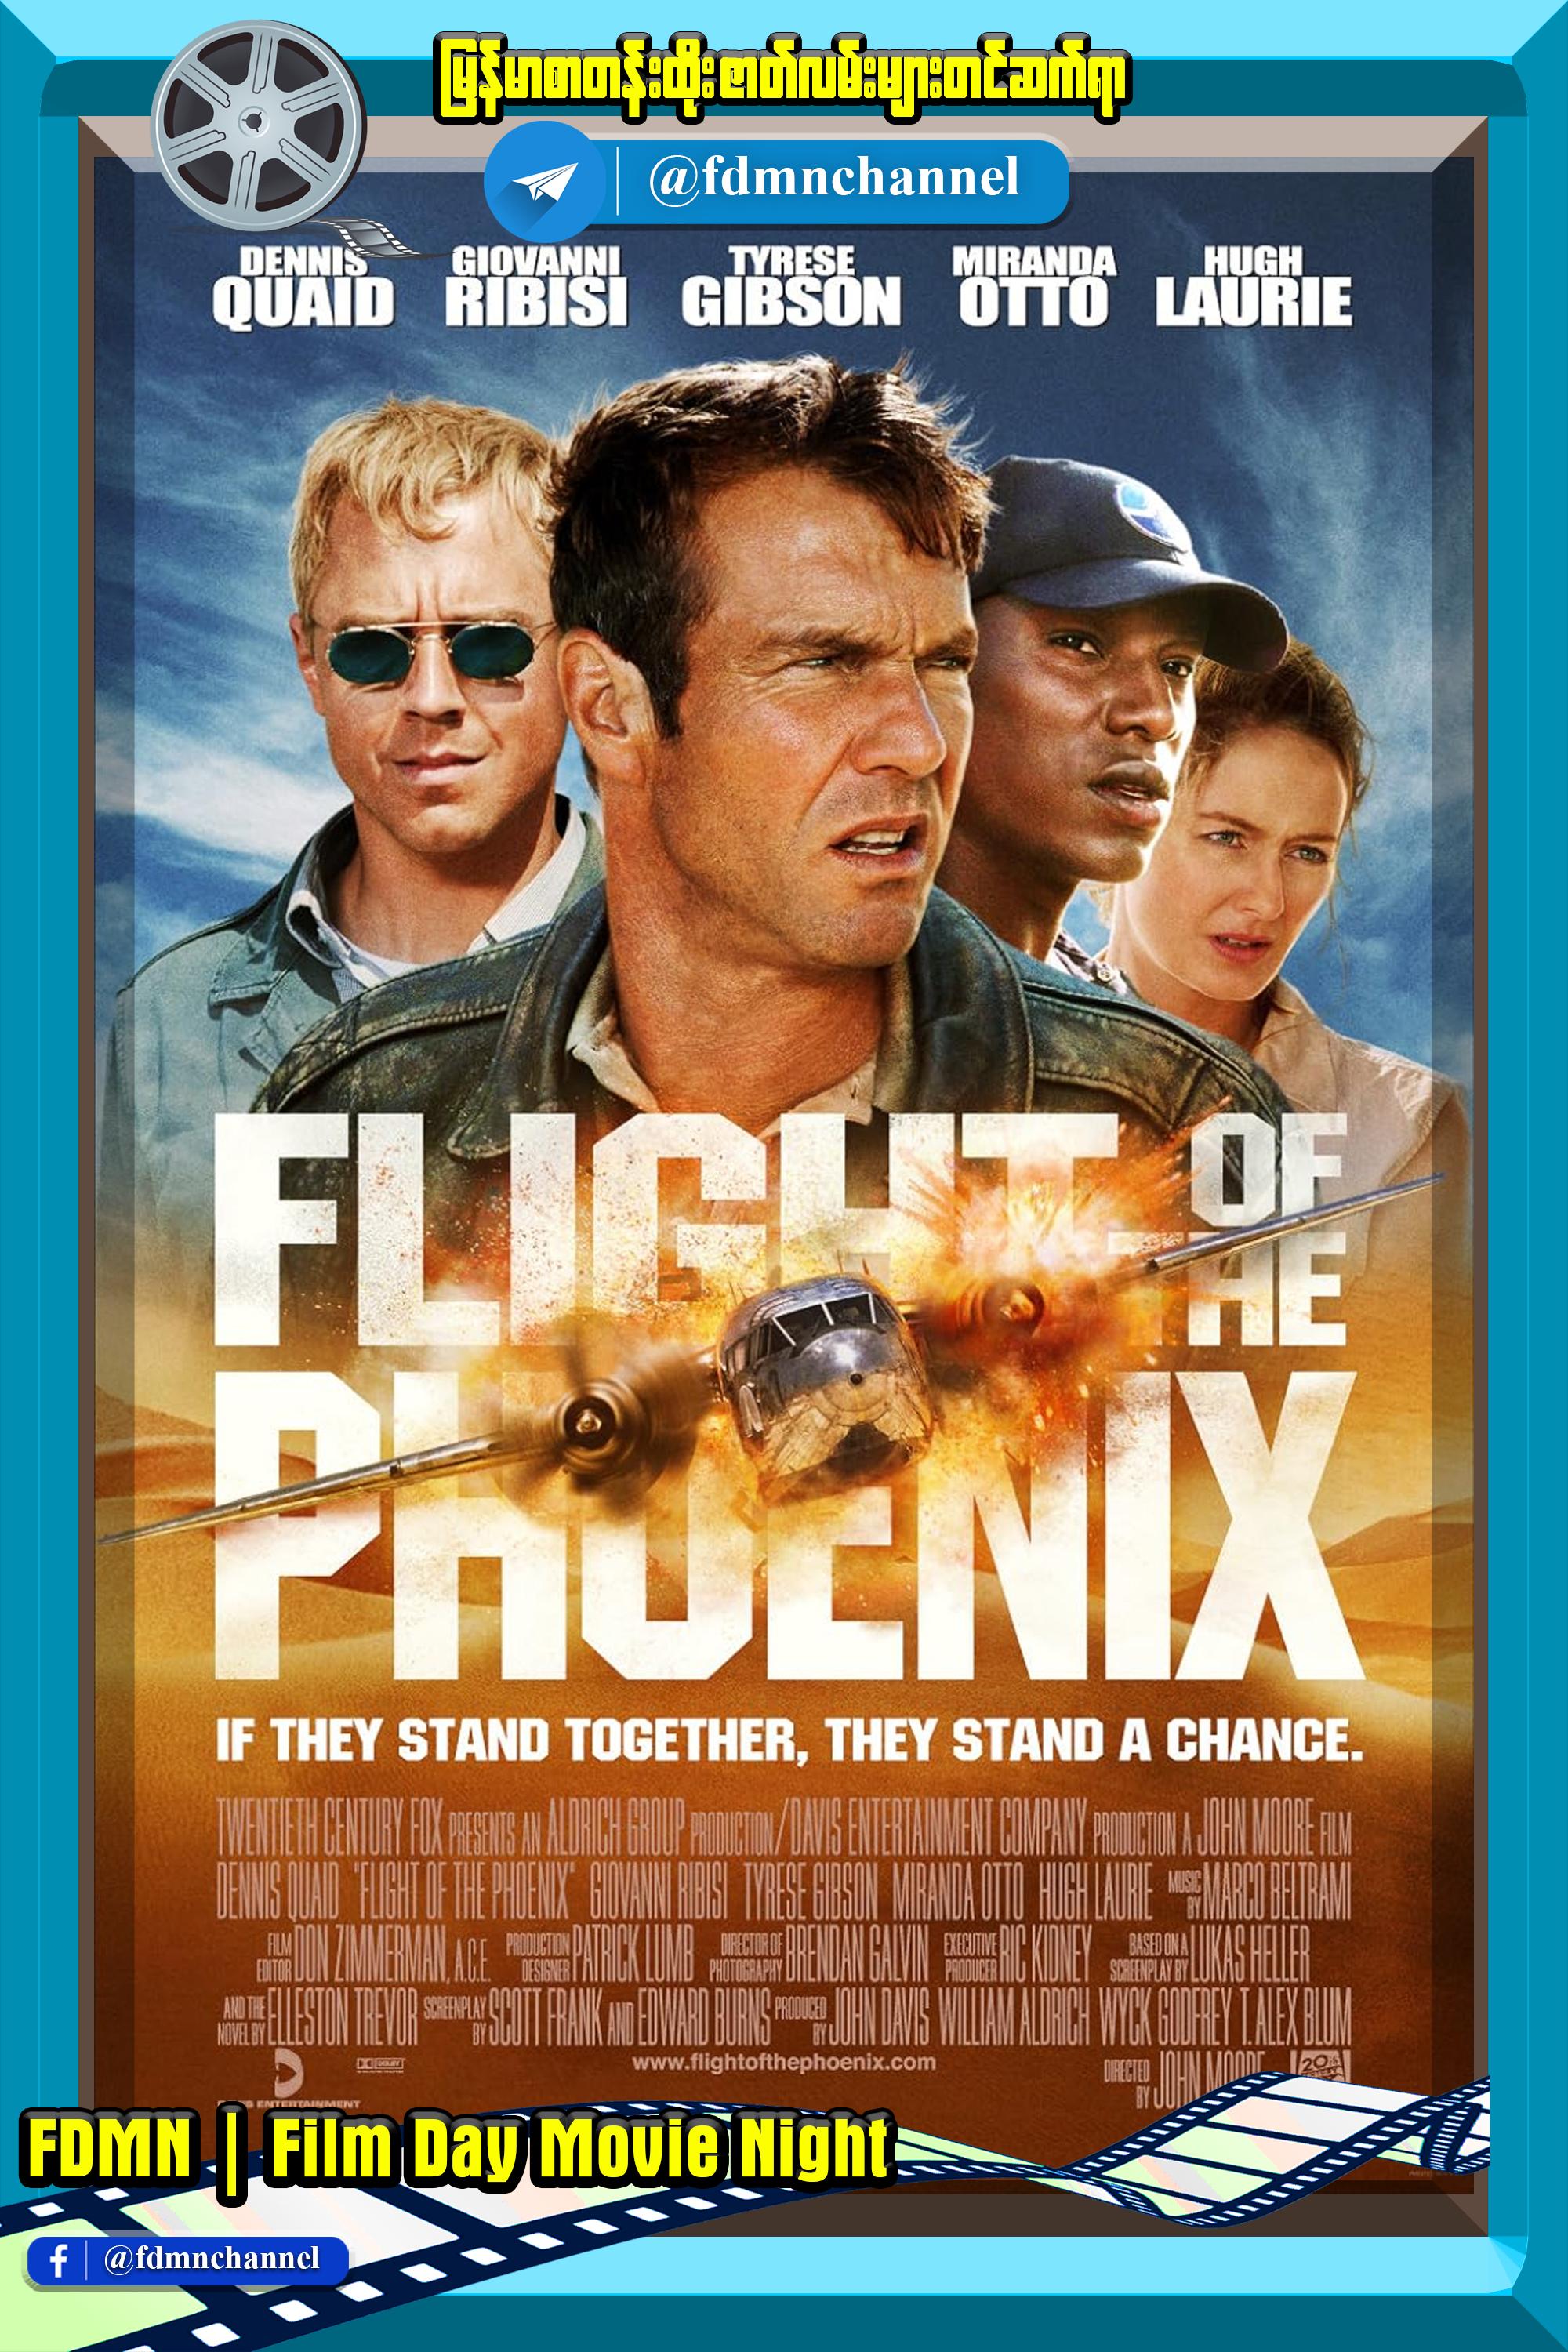 မြန်မာစာတန်းထိုး ဇာတ်လမ်းများတင်ဆက်ရာ
@fdmnchannel
DENNIS QUAID GIOVANNI RIBISI TYRESE GIBSON MIRANDA OTTO HUGH LAURIE
FLIGHT OF THE
PHOENIX
IF THEY STAND TOGETHER, THEY STAND A CHANCE.
TWENTIETH CENTURY FOX PRESENTS AN ALDRICH GROUP PRODUCTION/DAVIS ENTERTAINMENT COMPANY PRODUCTION A JOHN MOORE FILM
DENNIS QUAID "FLIGHT OF THE PHOENIX" GIOVANNI RIBISI TYRESE GIBSON MIRANDA OTTO HUGH LAURIE MUSIC BY MARCO BELTRAMI
FILM EDITOR DON ZIMMERMAN, A.C.E. PRODUCTION DESIGNER PATRICK LUMB DIRECTOR OF PHOTOGRAPHY BRENDAN GALVIN EXECUTIVE PRODUCER RIC KIDNEY BASED ON A SCREENPLAY BY LUKAS HELLER
AND THE NOVEL BY ELLESTON TREVOR SCREENPLAY BY SCOTT FRANK AND EDWARD BURNS PRODUCED BY JOHN DAVIS WILLIAM ALDRICH WYCK GODFREY T. ALEX BLUM
www.flightofthephoenix.com
DIRECTED BY JOHN MOORE
ENTERTAINMENT
FDMN | Film Day Movie Night
@fdmnchannel